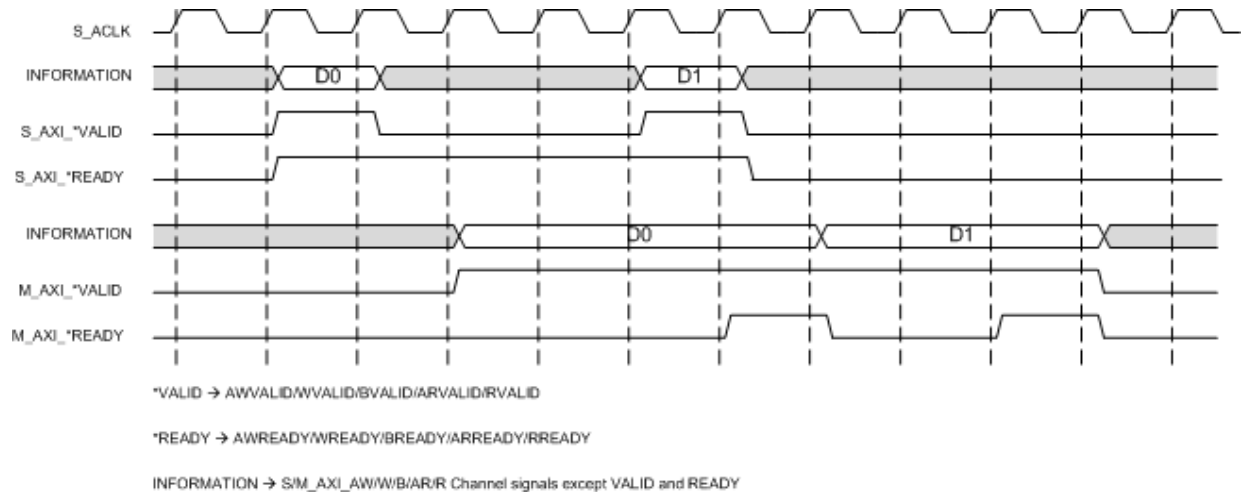 S_ACLK
INFORMATION D0 D1
S_AXI_*VALID
S_AXI_*READY
INFORMATION D0 D1
M_AXI_*VALID
M_AXI_*READY
*VALID → AWVALID/WVALID/BVALID/ARVALID/RVALID
*READY → AWREADY/WREADY/BREADY/ARREADY/RREADY
INFORMATION → S/M_AXI_AW/W/B/AR/R Channel signals except VALID and READY